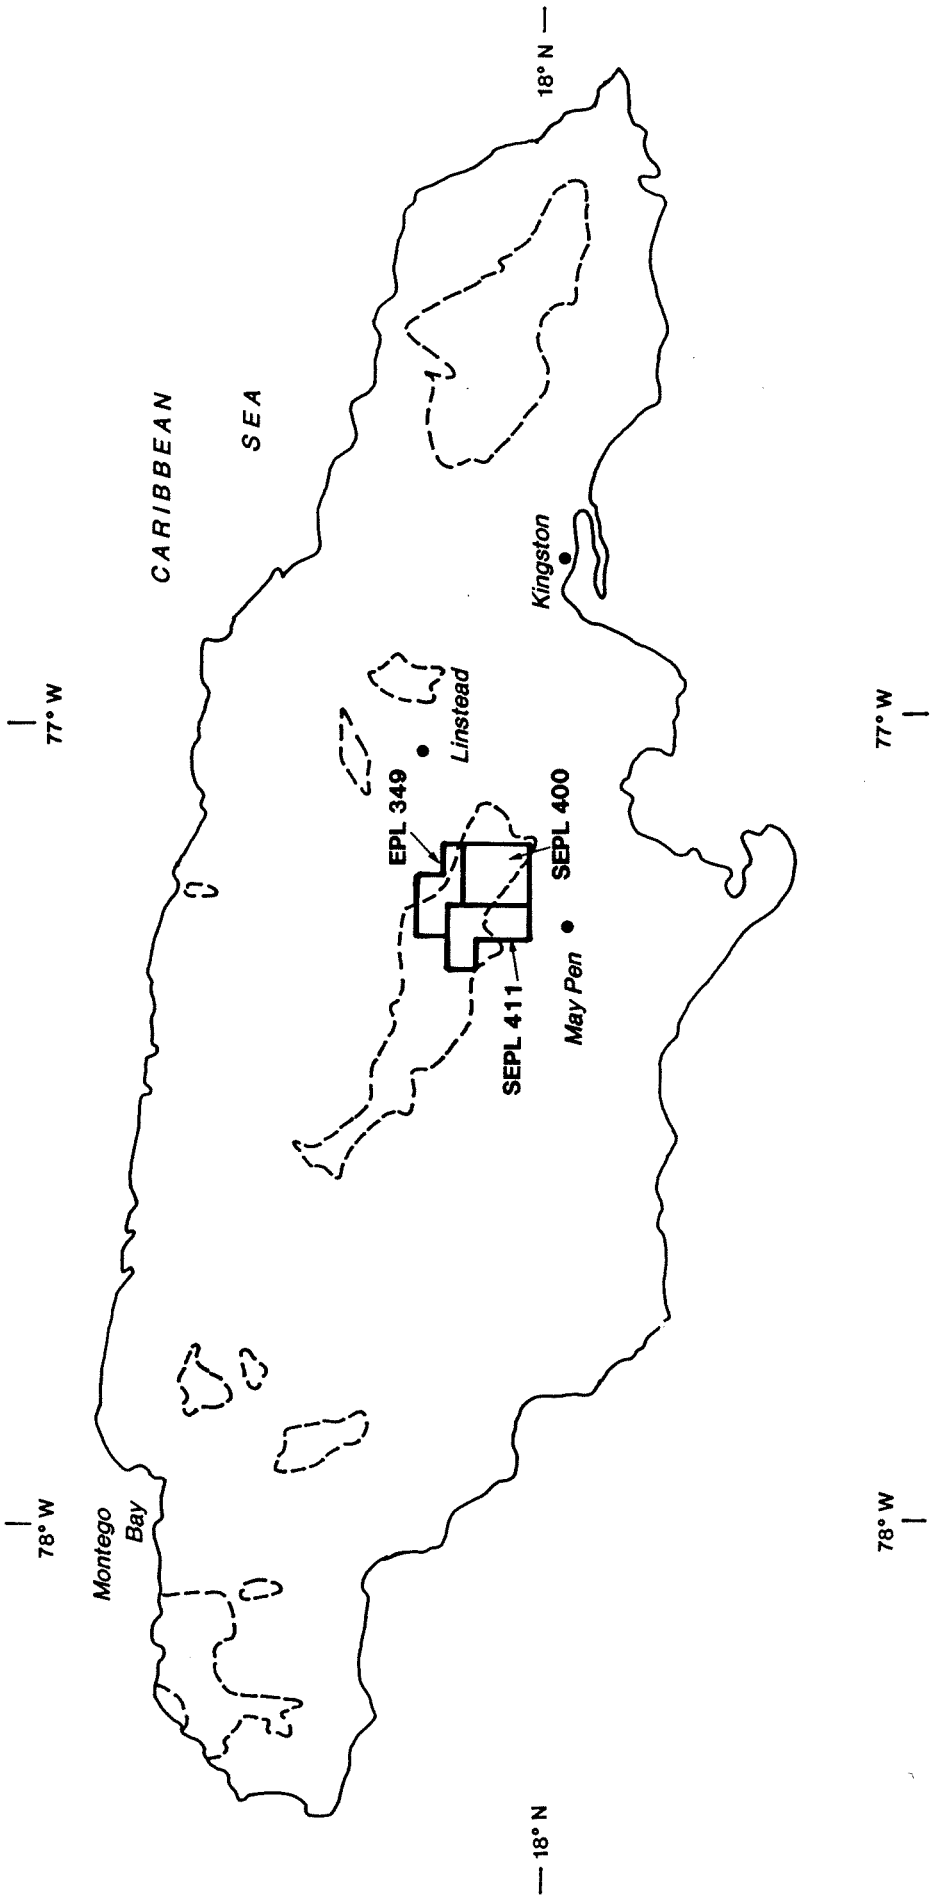 78° W
77° W
CARIBBEAN
SEA
Montego
Bay
EPL 349
Linstead
Kingston
SEPL 411
SEPL 400
May Pen
18° N
18° N
78° W
77° W